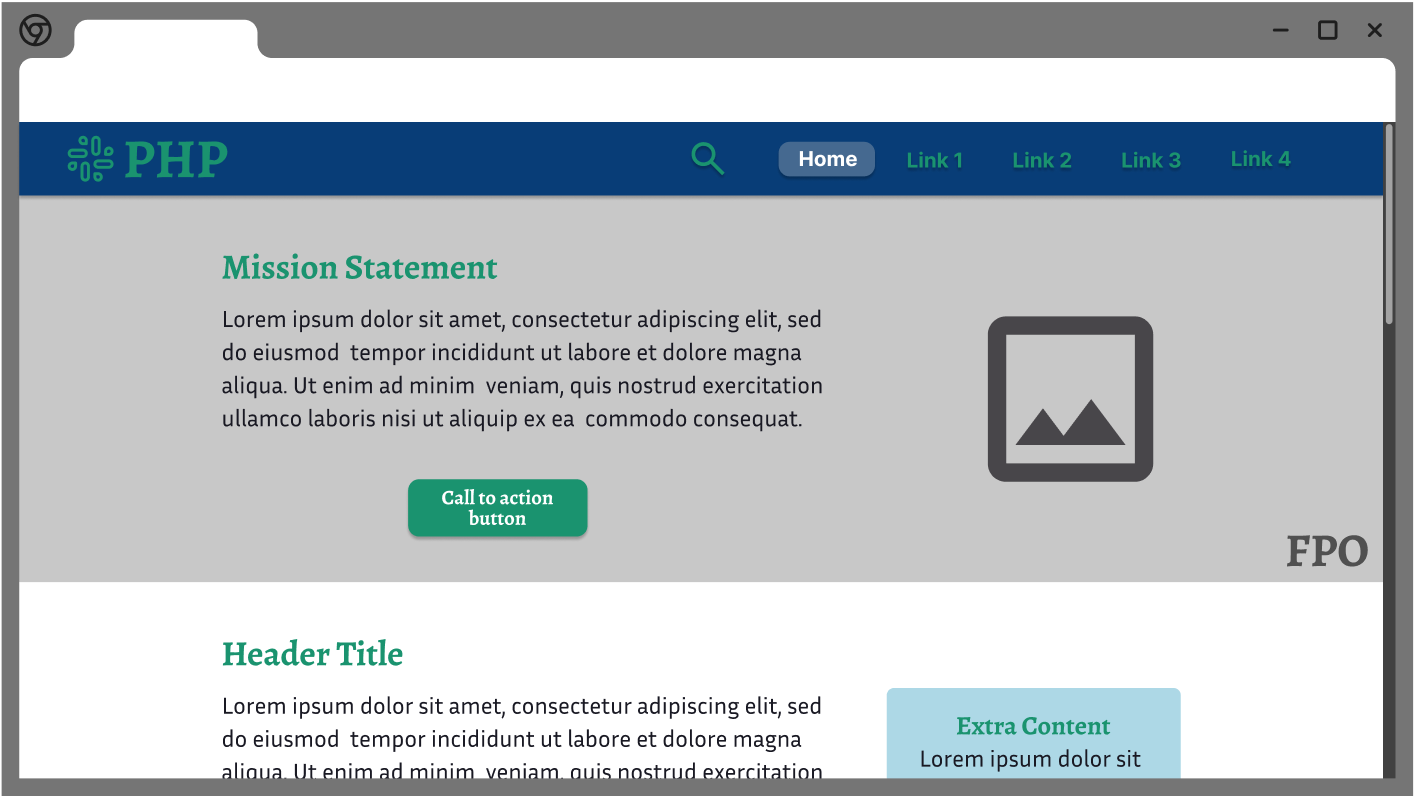 PHP
Home
Link 1
Link 2
Link 3
Link 4
Mission Statement
Lorem ipsum dolor sit amet, consectetur adipiscing elit, sed
do eiusmod  tempor incididunt ut labore et dolore magna
aliqua. Ut enim ad minim  veniam, quis nostrud exercitation
ullamco laboris nisi ut aliquip ex ea  commodo consequat.
Call to action
button
FPO
Header Title
Lorem ipsum dolor sit amet, consectetur adipiscing elit, sed
do eiusmod  tempor incididunt ut labore et dolore magna
aliqua. Ut enim ad minim  veniam, quis nostrud exercitation
Extra Content
Lorem ipsum dolor sit